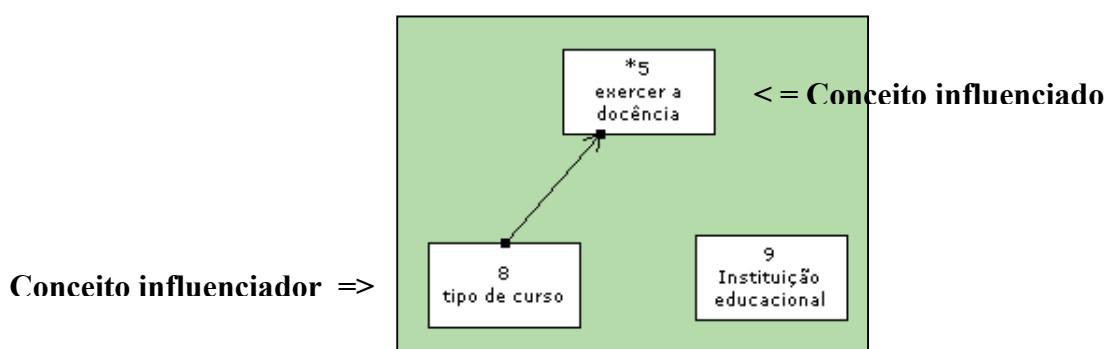 *5
exercer a
docência
< = Conceito influenciado
8
tipo de curso
9
Instituição
educacional
Conceito influenciador =>